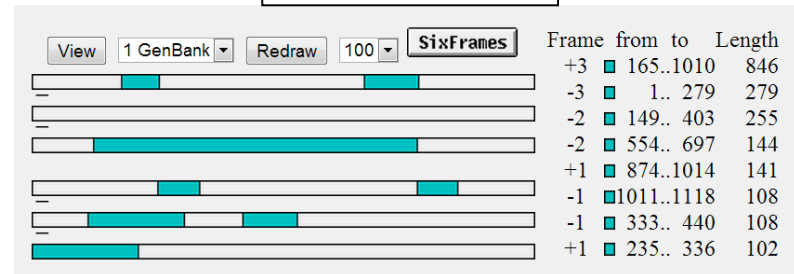 View 1 GenBank Redraw 100 SixFrames
Frame from to Length
+3 165..1010 846
-3 1.. 279 279
-2 149.. 403 255
-2 554.. 697 144
+1 874..1014 141
-1 1011..1118 108
-1 333.. 440 108
+1 235.. 336 102